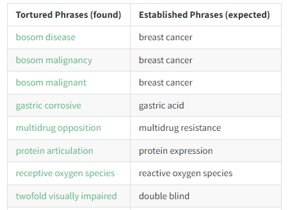 Tortured Phrases (found) Established Phrases (expected)
bosom disease breast cancer
bosom malignancy breast cancer
bosom malignant breast cancer
gastric corrosive gastric acid
multidrug opposition multidrug resistance
protein articulation protein expression
receptive oxygen species reactive oxygen species
twofold visually impaired double blind